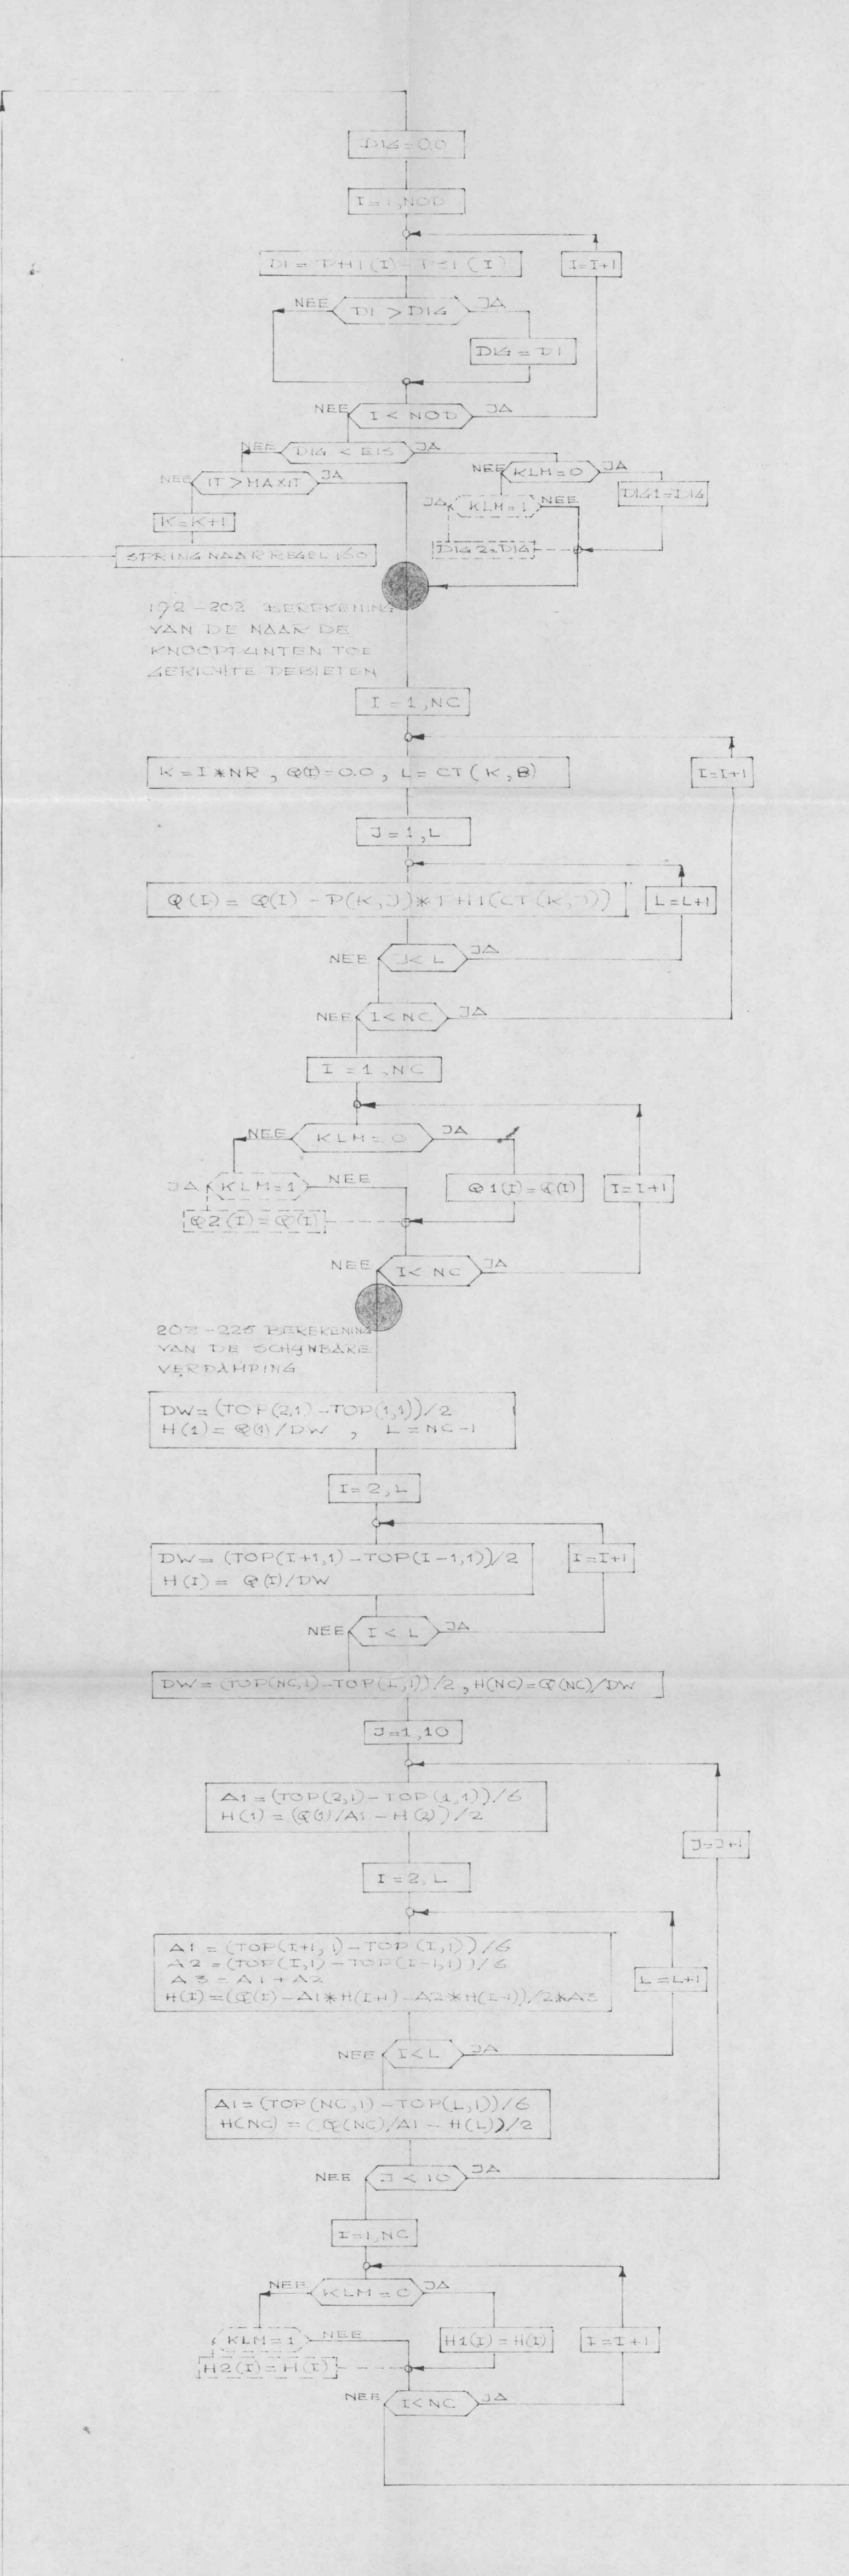 DIG=0.0
I=1,NOD
DI = PHI(I)-PSI(I)
I=I+1
NEE
DI > DIG
JA
DIG = DI
NEE
I < NOD
JA
NEE
DIG < EIS
JA
NEE
IT>MAXIT
JA
NEE
KLM=0
JA
K=K+1
JA
KLM=1
NEE
DIG1=DIG
SPRING NAAR REGEL 160
DIG2=DIG
192-202 BEREKENING
VAN DE NAAR DE
KNOOPPUNTEN TOE
GERICHTE DEBIETEN
I=1,NC
K=I*NR, Q(I)=0.0, L=CT(K,8)
I=I+1
J=1,L
Q(I)= Q(I) - P(K,J)*PHI(CT(K,J))
L=L+1
NEE
J<L
JA
NEE
I<NC
JA
I=1,NC
NEE
KLM=0
JA
JA
KLM=1
NEE
Q1(I)=Q(I)
I=I+1
Q2(I)=Q(I)
NEE
I<NC
JA
203-225 BEREKENING
VAN DE SCHYNBARE
VERDAMPING
DW=(TOP(2,1)-TOP(1,1))/2
H(1)= Q(1)/DW , L=NC-1
I=2,L
DW=(TOP(I+1,1)-TOP(I-1,1))/2
H(I)= Q(I)/DW
I=I+1
NEE
I<L
JA
DW=(TOP(NC,1)-TOP(L,1))/2, H(NC)=Q(NC)/DW
J=1,10
A1=(TOP(2,1)-TOP(1,1))/6
H(1)=(Q(1)/A1-H(2))/2
J=J+1
I=2,L
A1=(TOP(I+1,1)-TOP(I,1))/6
A2=(TOP(I,1)-TOP(I-1,1))/6
A3=A1+A2
H(I)=(Q(I)-A1*H(I+1)-A2*H(I-1))/2*A3
L=L+1
NEE
I<L
JA
A1=(TOP(NC,1)-TOP(L,1))/6
H(NC)=(Q(NC)/A1-H(L))/2
NEE
J<10
JA
I=1,NC
NEE
KLM=0
JA
KLM=1
NEE
H1(I)=H(I)
I=I+1
H2(I)=H(I)
NEE
I<NC
JA